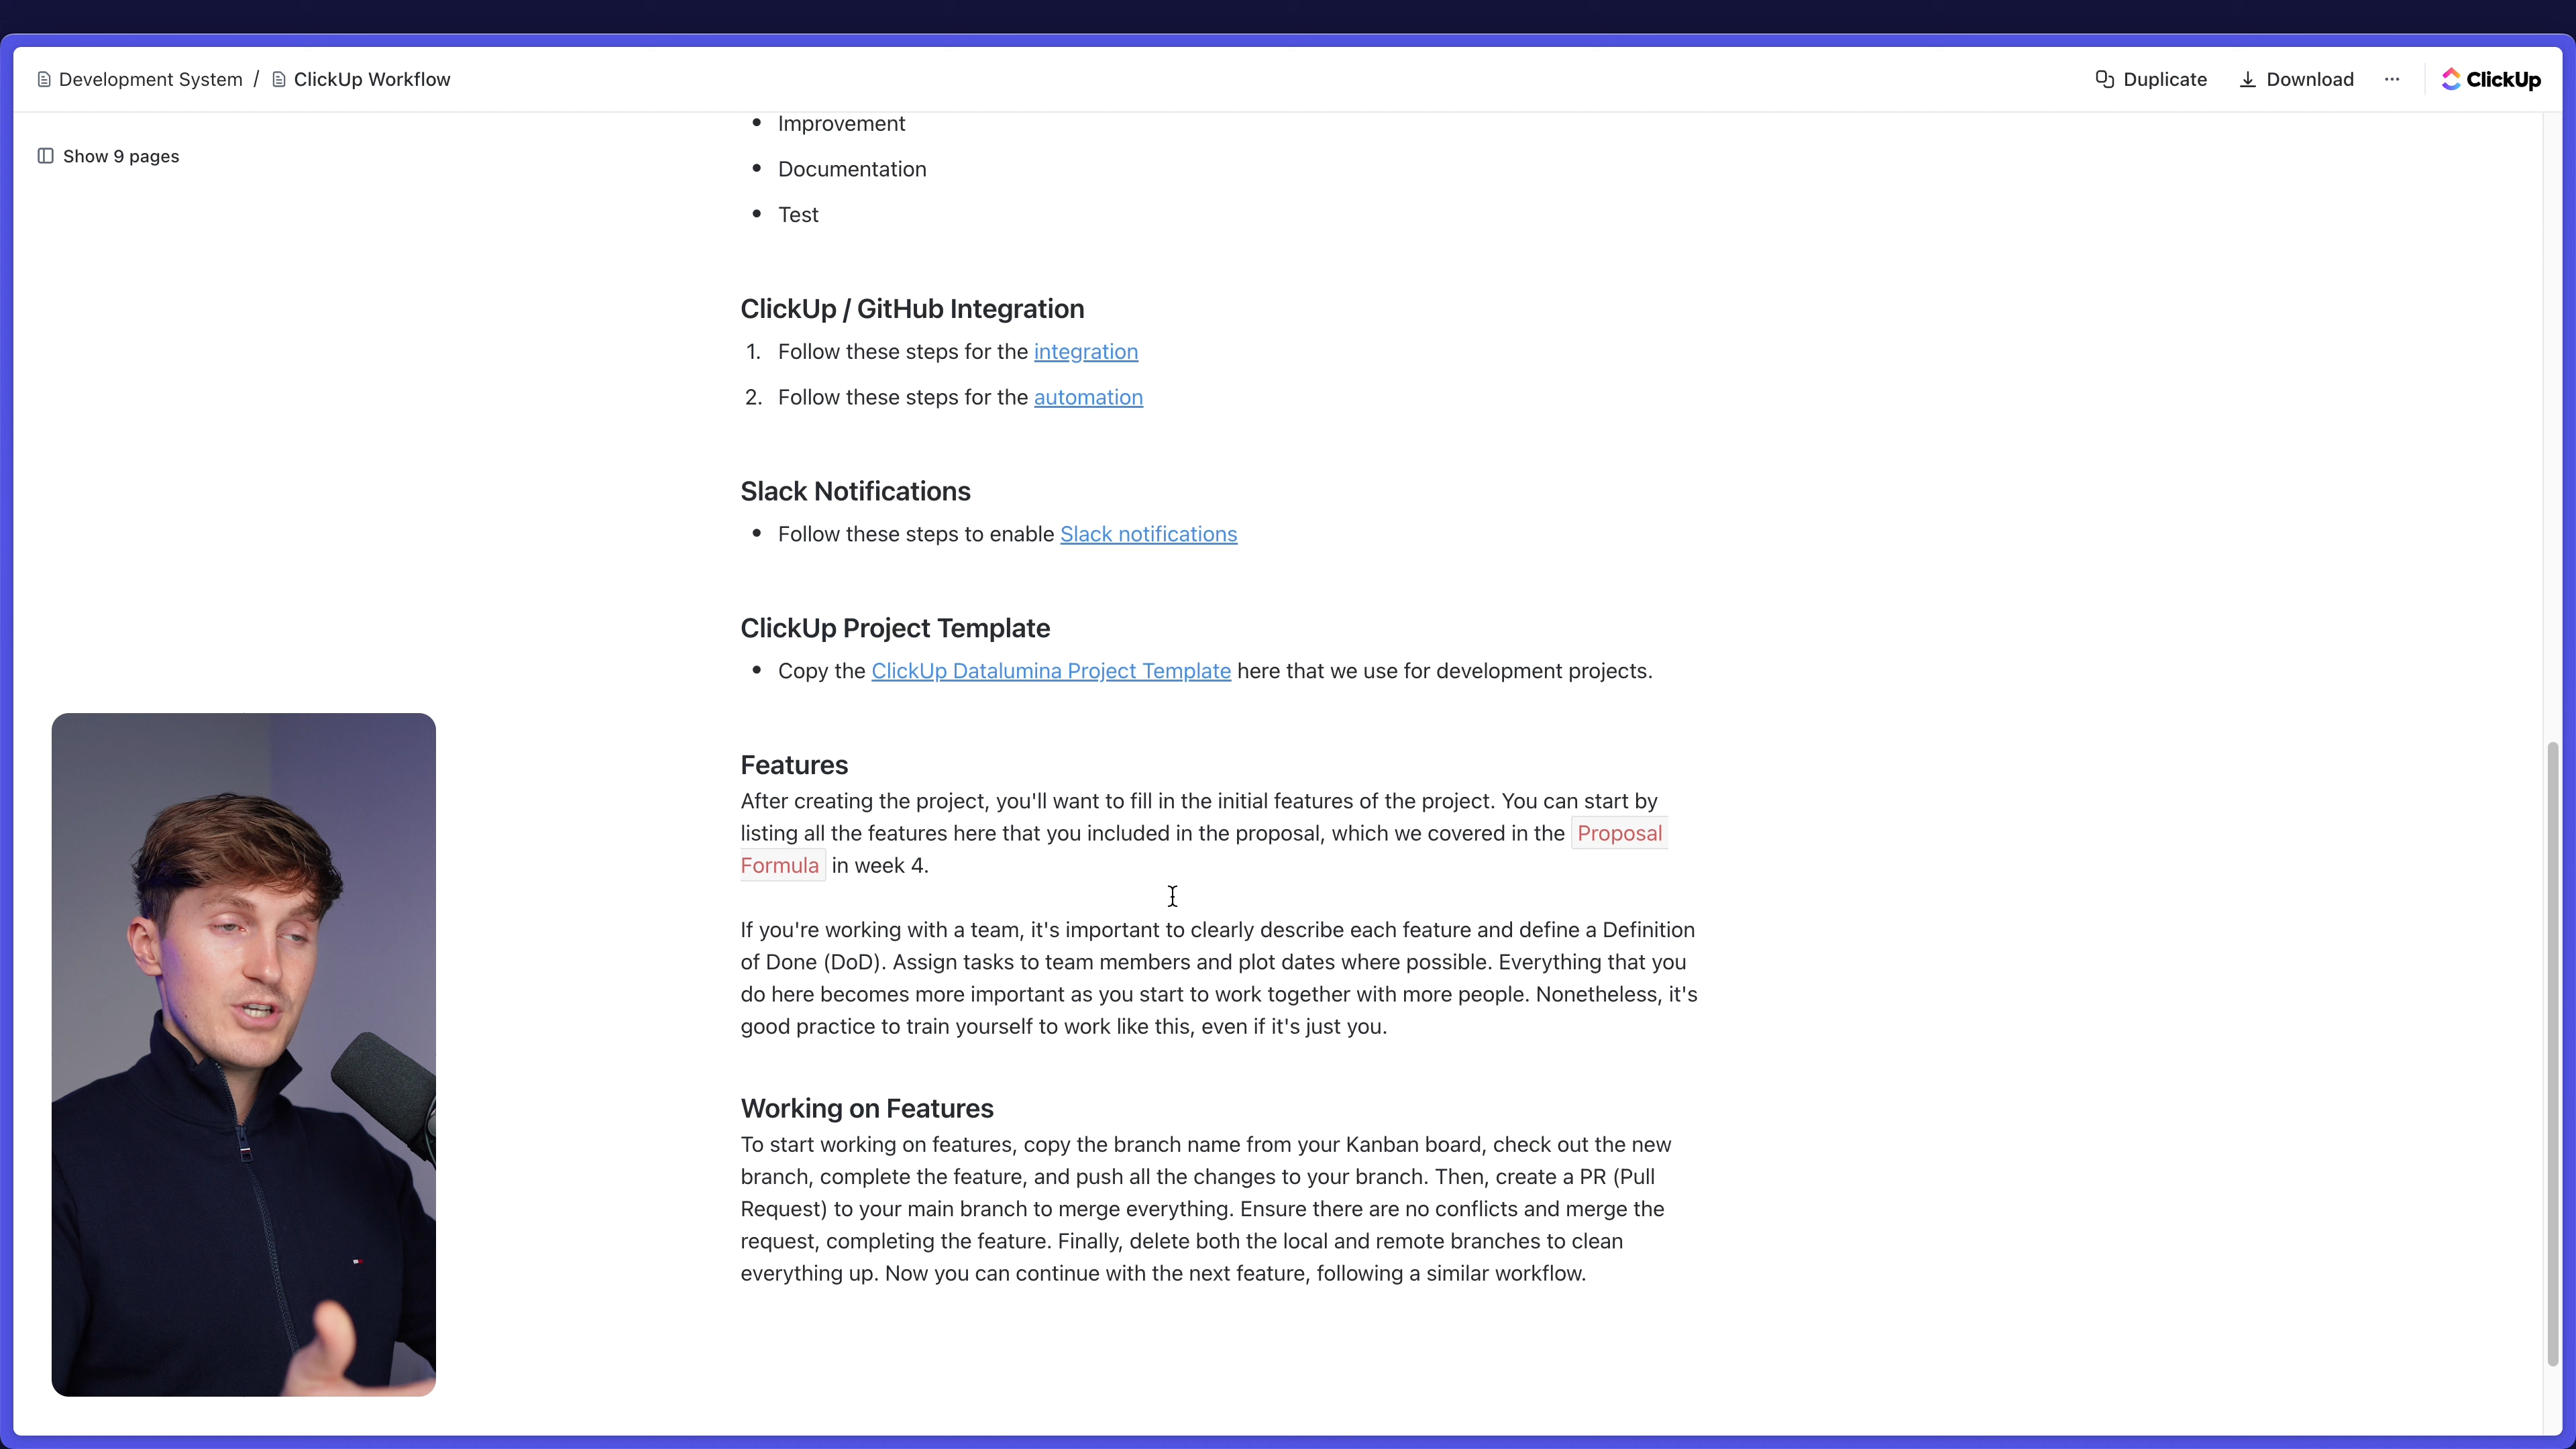 Development System / ClickUp Workflow
Duplicate
Download
ClickUp
Show 9 pages
• Improvement
• Documentation
• Test
ClickUp / GitHub Integration
1. Follow these steps for the integration
2. Follow these steps for the automation
Slack Notifications
• Follow these steps to enable Slack notifications
ClickUp Project Template
• Copy the ClickUp Datalumina Project Template here that we use for development projects.
Features
After creating the project, you'll want to fill in the initial features of the project. You can start by
listing all the features here that you included in the proposal, which we covered in the Proposal
Formula in week 4.
If you're working with a team, it's important to clearly describe each feature and define a Definition
of Done (DoD). Assign tasks to team members and plot dates where possible. Everything that you
do here becomes more important as you start to work together with more people. Nonetheless, it's
good practice to train yourself to work like this, even if it's just you.
Working on Features
To start working on features, copy the branch name from your Kanban board, check out the new
branch, complete the feature, and push all the changes to your branch. Then, create a PR (Pull
Request) to your main branch to merge everything. Ensure there are no conflicts and merge the
request, completing the feature. Finally, delete both the local and remote branches to clean
everything up. Now you can continue with the next feature, following a similar workflow.